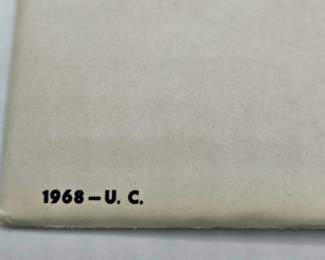 1968 – U. C.